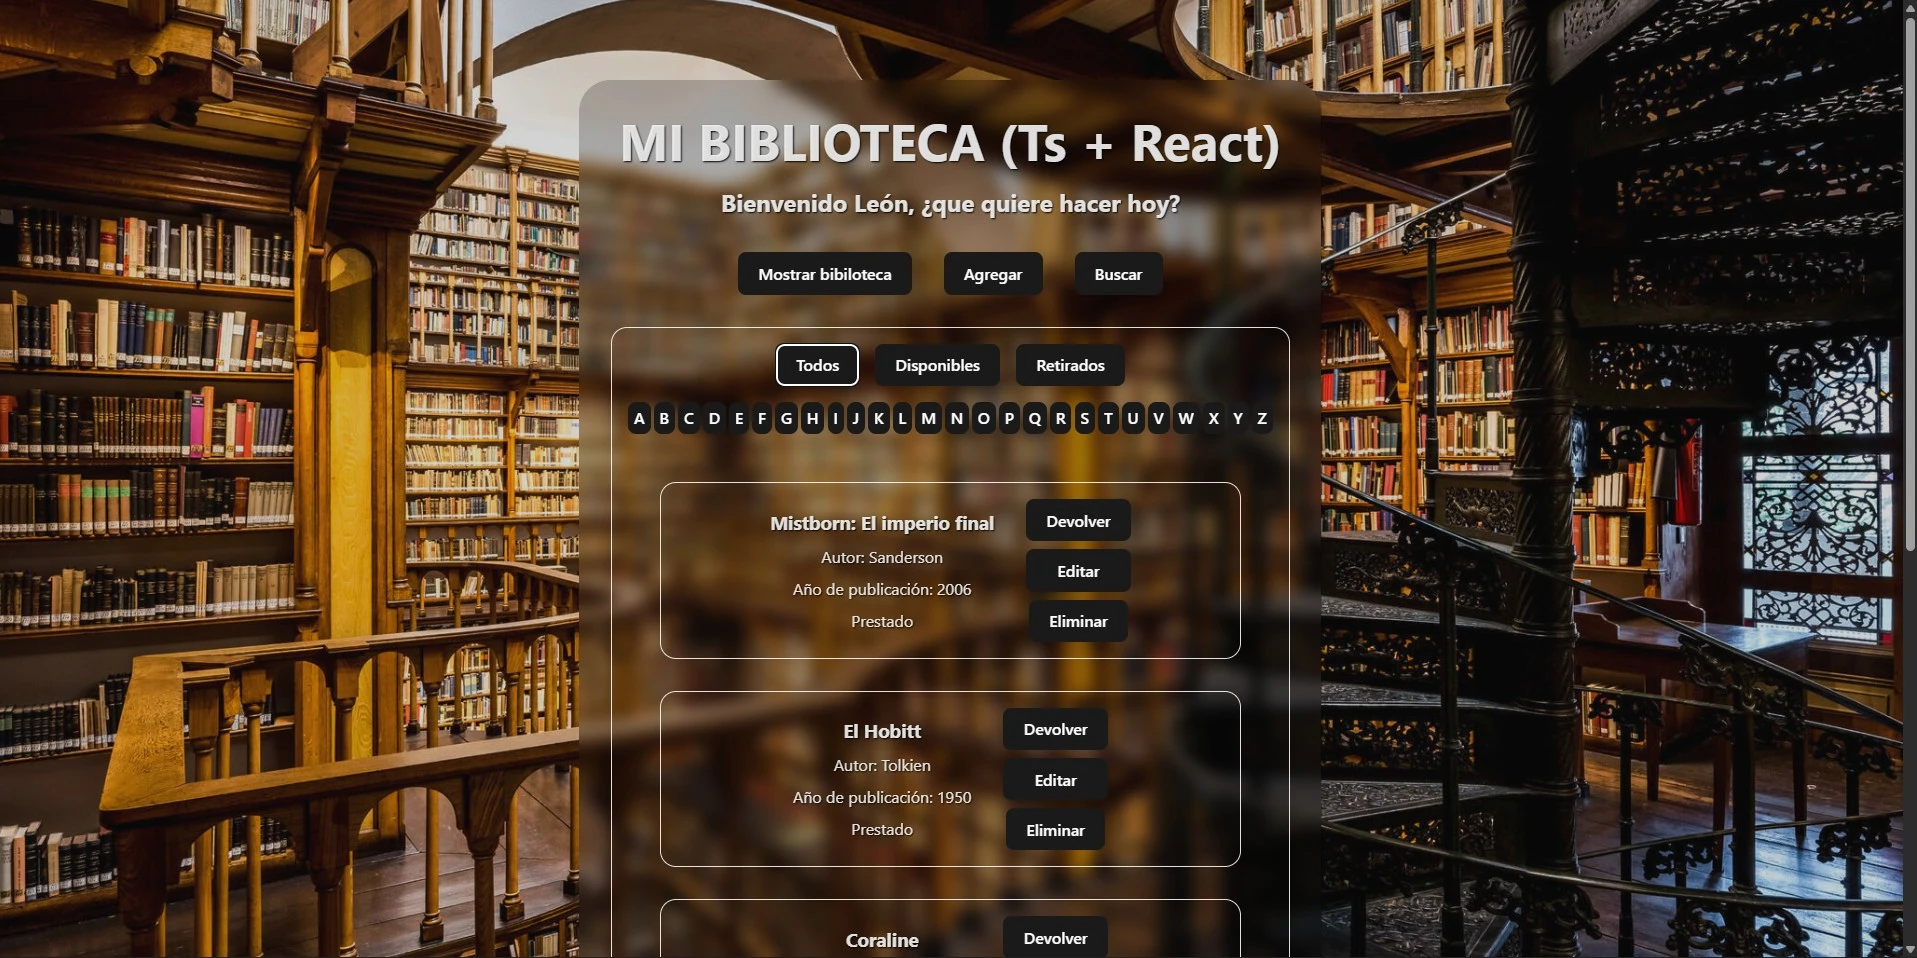 MI BIBLIOTECA (Ts + React)
Bienvenido León, ¿que quiere hacer hoy?
Mostrar bibiloteca Agregar Buscar
Todos Disponibles Retirados
A B C D E F G H I J K L M N O P Q R S T U V W X Y Z
Mistborn: El imperio final
Autor: Sanderson
Año de publicación: 2006
Prestado
Devolver
Editar
Eliminar
El Hobitt
Autor: Tolkien
Año de publicación: 1950
Prestado
Devolver
Editar
Eliminar
Coraline
Devolver